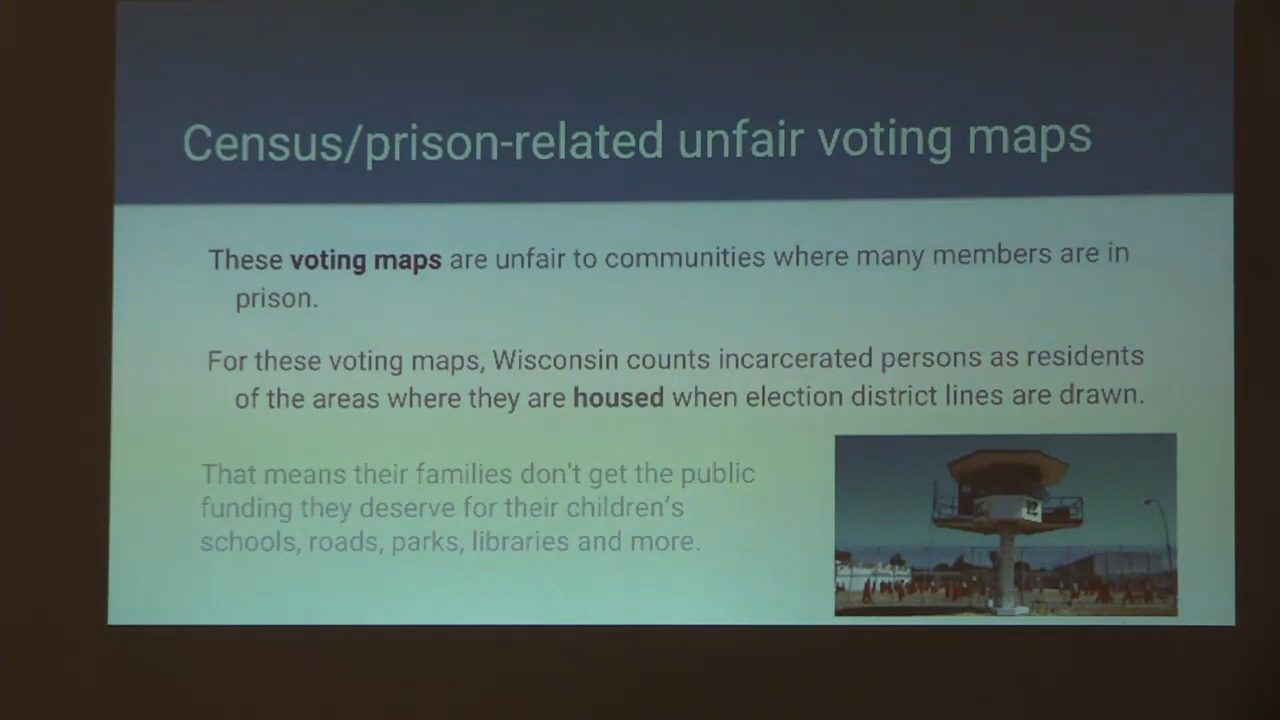 Census/prison-related unfair voting maps
These voting maps are unfair to communities where many members are in
prison.
For these voting maps, Wisconsin counts incarcerated persons as residents
of the areas where they are housed when election district lines are drawn.
That means their families don't get the public
funding they deserve for their children's
schools, roads, parks, libraries and more.